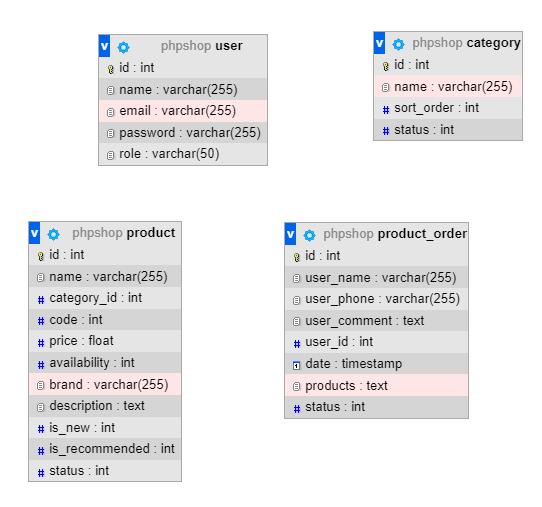 v phpshop user
id : int
name : varchar(255)
email : varchar(255)
password : varchar(255)
role : varchar(50)
v phpshop category
id : int
name : varchar(255)
# sort_order : int
# status : int
v phpshop product
id : int
name : varchar(255)
# category_id : int
# code : int
# price : float
# availability : int
brand : varchar(255)
description : text
# is_new : int
# is_recommended : int
# status : int
v phpshop product_order
id : int
user_name : varchar(255)
user_phone : varchar(255)
user_comment : text
# user_id : int
date : timestamp
products : text
# status : int